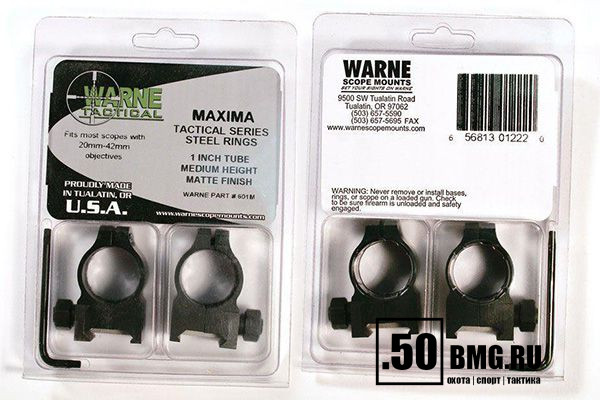 WARNE
TACTICAL
Fits most scopes with
20mm-42mm
objectives
PROUDLY MADE
IN TUALATIN, OR
U.S.A.
MAXIMA
TACTICAL SERIES
STEEL RINGS
1 INCH TUBE
MEDIUM HEIGHT
MATTE FINISH
WARNE PART # 601M
www.warnescopemounts.com
WARNE
SCOPE MOUNTS
SET YOUR RIGHTS ON WARNE
9500 SW Tualatin Road
Tualatin, OR 97062
(503) 657-5590
(503) 657-5695 FAX
www.warnescopemounts.com
6 56813 01222 0
WARNING: Never remove or install bases,
rings, or scope on a loaded gun. Check
to be sure firearm is unloaded and safety
engaged.
.50 BMG.RU
охота | спорт | тактика